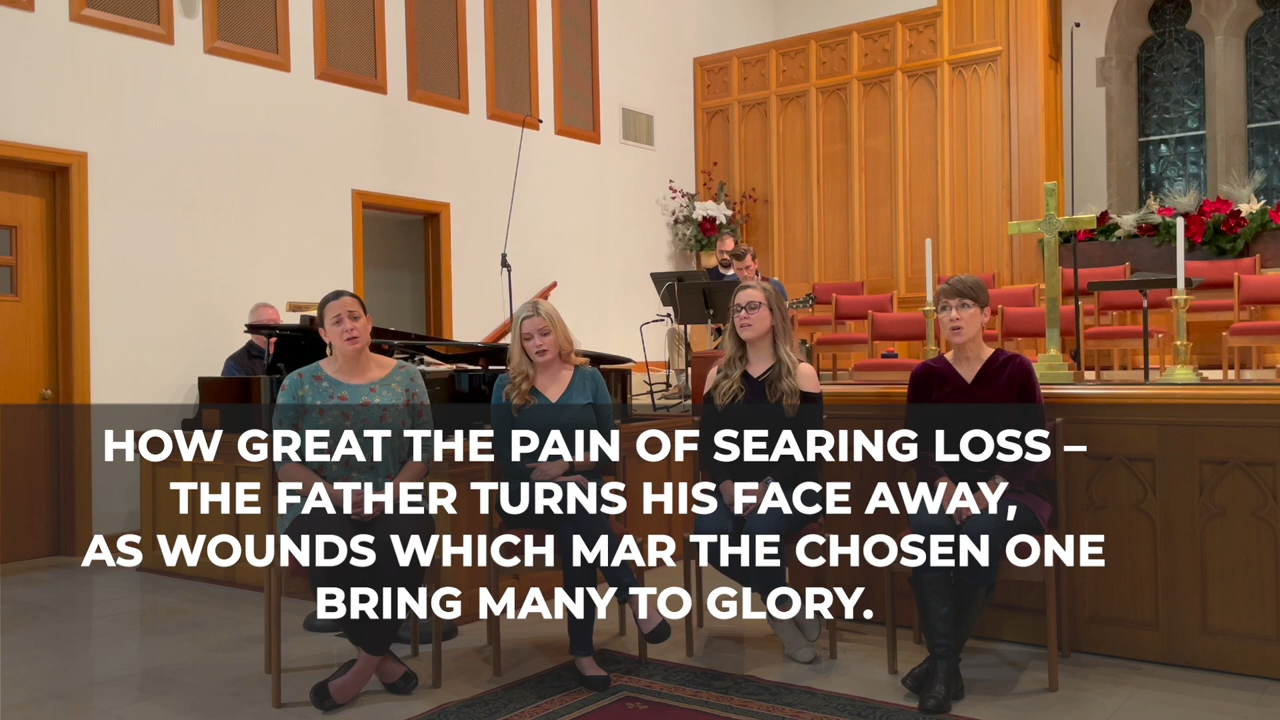 HOW GREAT THE PAIN OF SEARING LOSS –
THE FATHER TURNS HIS FACE AWAY,
AS WOUNDS WHICH MAR THE CHOSEN ONE
BRING MANY TO GLORY.